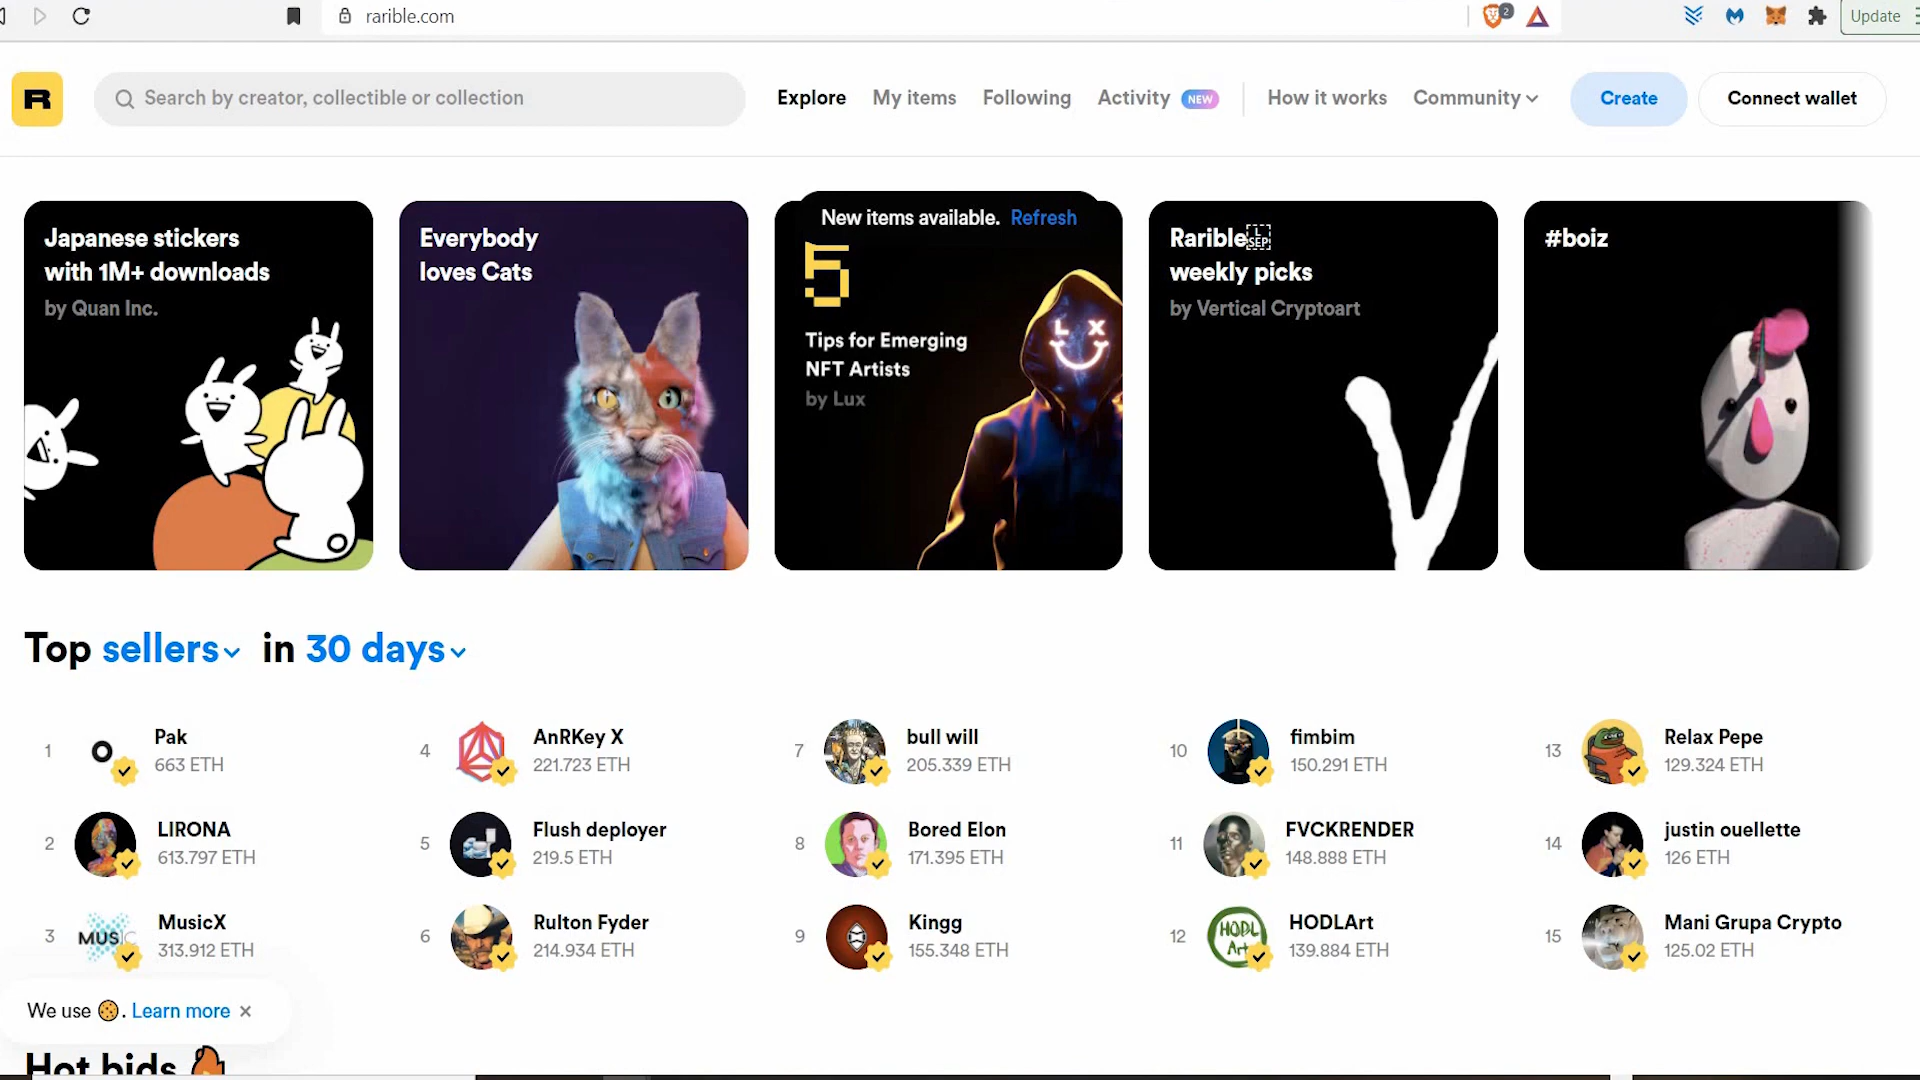 rarible.com
2
Update
R
Search by creator, collectible or collection
Explore
My items
Following
Activity NEW
How it works
Community
Create
Connect wallet
Japanese stickers
with 1M+ downloads
by Quan Inc.
Everybody
loves Cats
New items available. Refresh
5
Tips for Emerging
NFT Artists
by Lux
L X
Rarible
weekly picks
by Vertical Cryptoart
#boiz
Top sellers in 30 days
1
Pak
663 ETH
4
AnRKey X
221.723 ETH
7
bull will
205.339 ETH
10
fimbim
150.291 ETH
13
Relax Pepe
129.324 ETH
2
LIRONA
613.797 ETH
5
Flush deployer
219.5 ETH
8
Bored Elon
171.395 ETH
11
FVCKRENDER
148.888 ETH
14
justin ouellette
126 ETH
3
MUSIC
MusicX
313.912 ETH
6
Rulton Fyder
214.934 ETH
9
Kingg
155.348 ETH
12
HODL
Art
HODLArt
139.884 ETH
15
Mani Grupa Crypto
125.02 ETH
We use 🍪. Learn more ×
Hot bids 🔥